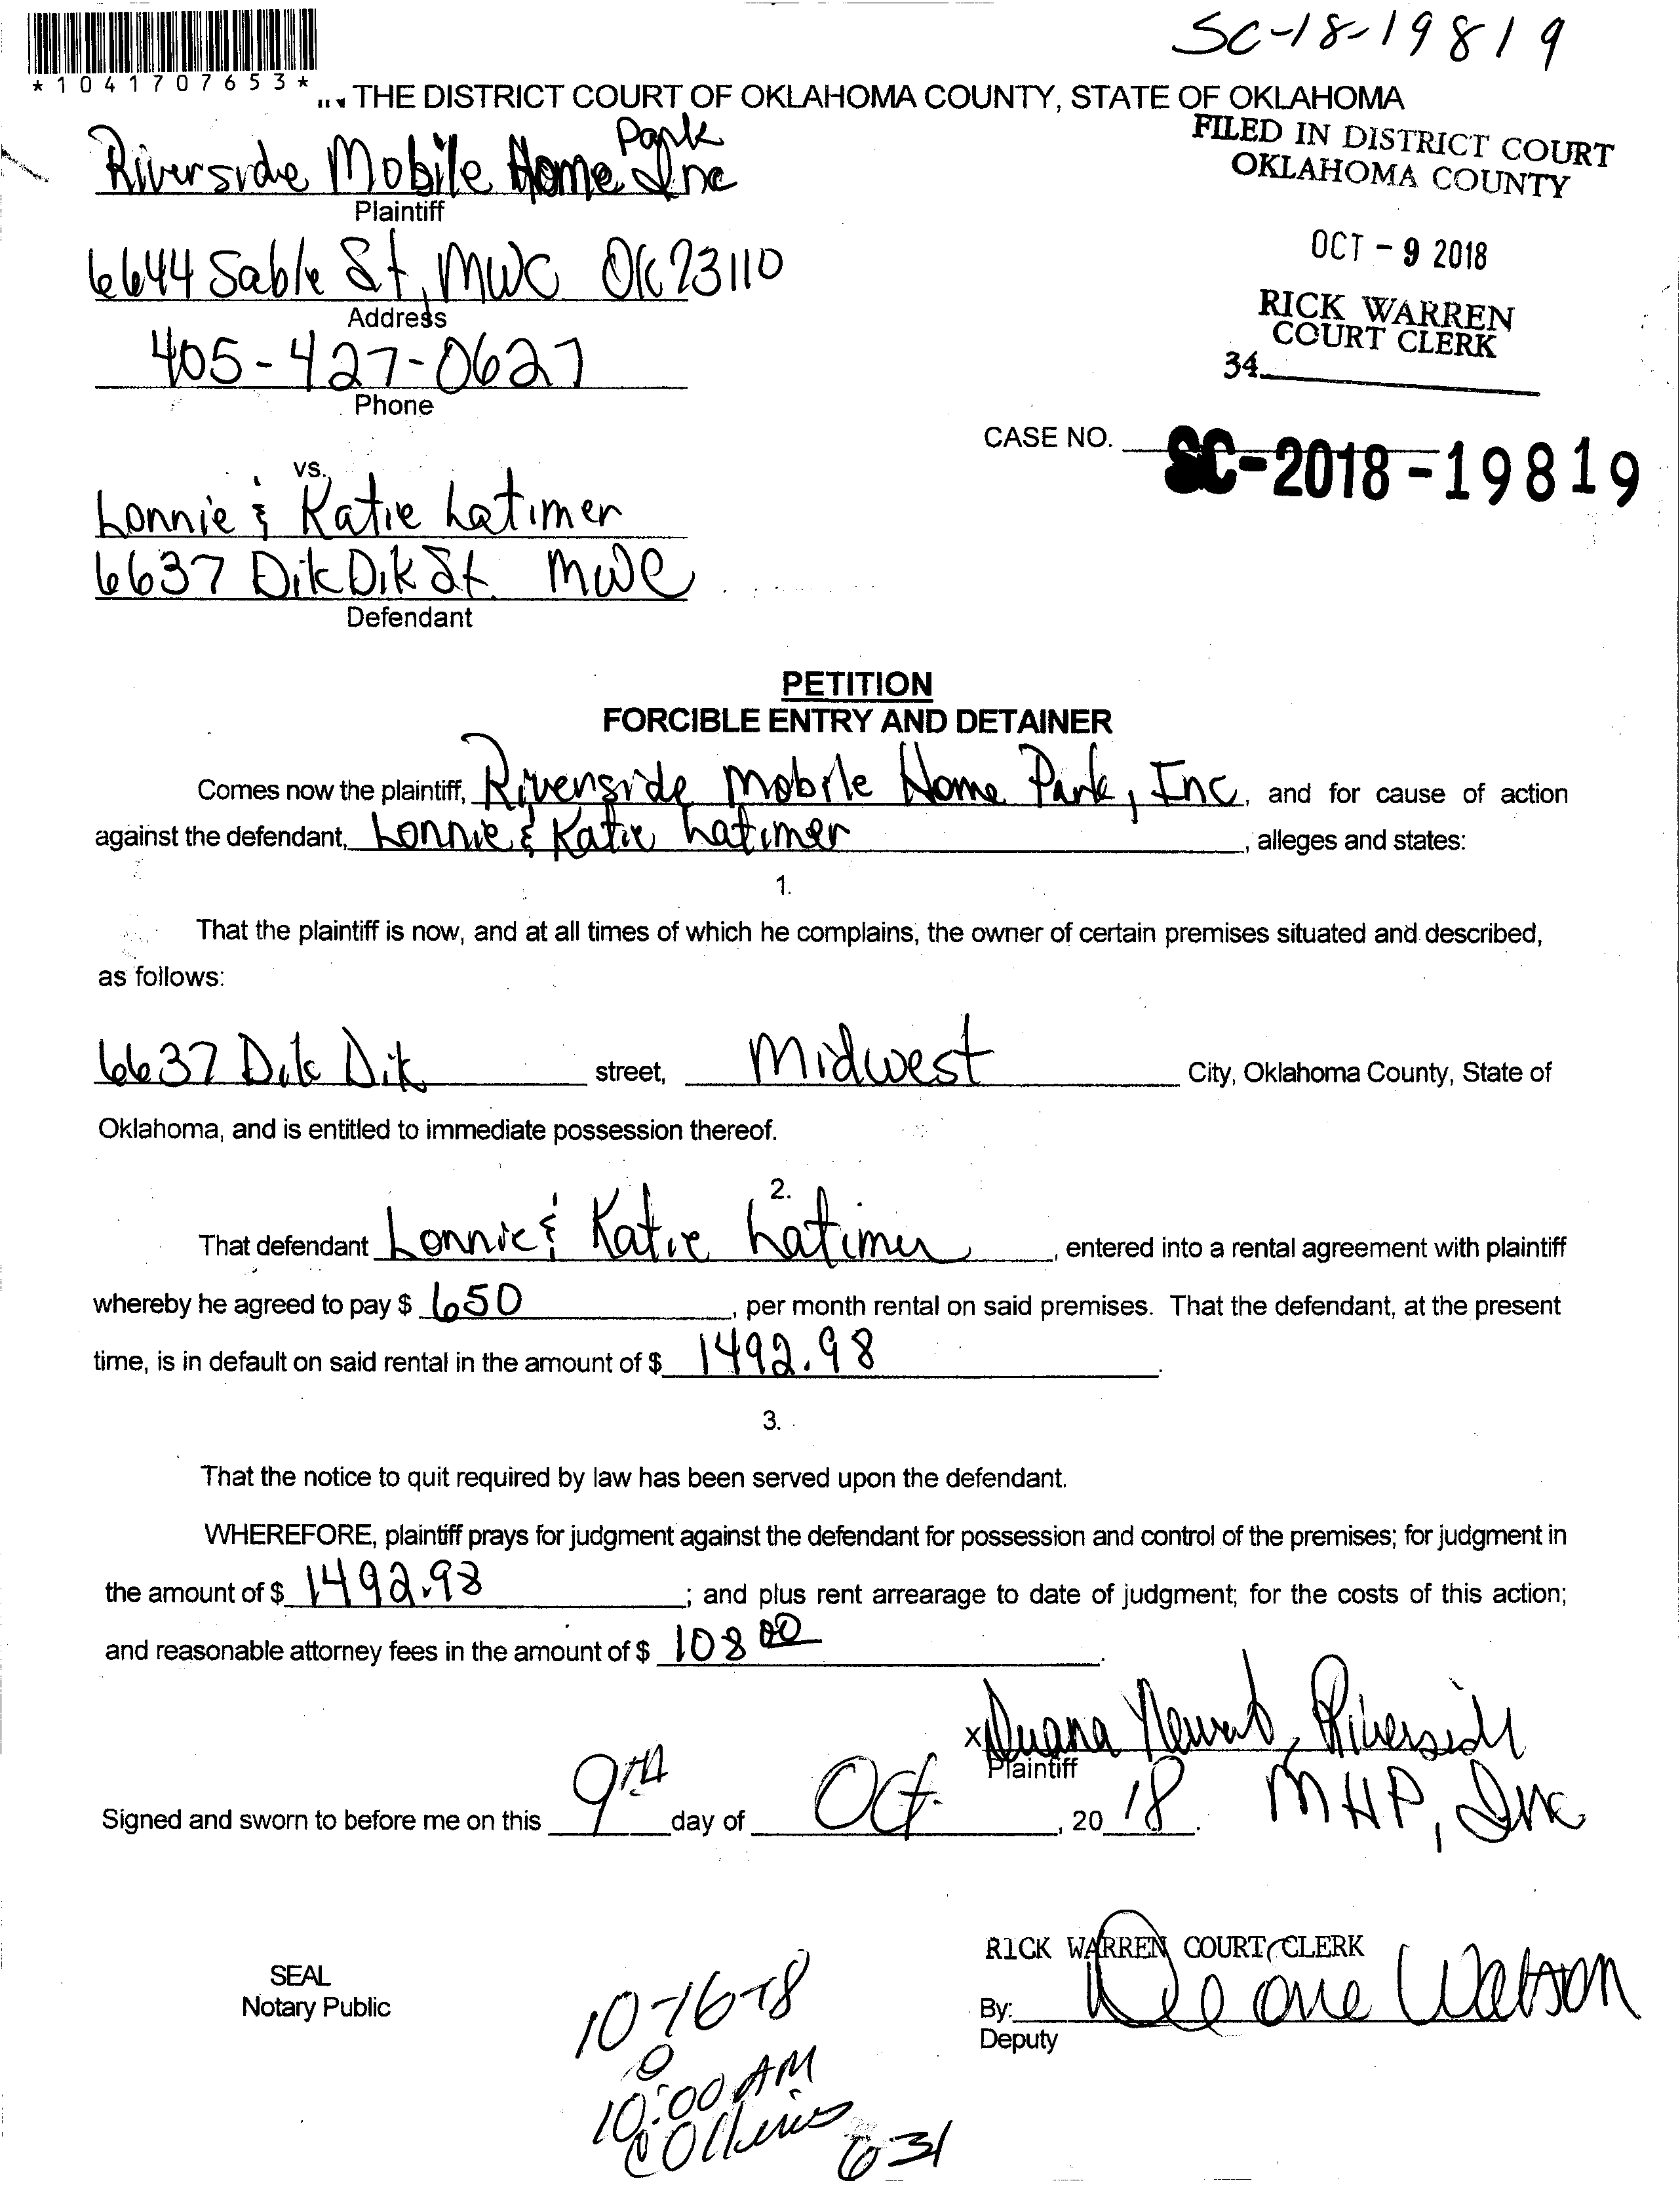 SC-18-19819
*1041707653*
THE DISTRICT COURT OF OKLAHOMA COUNTY, STATE OF OKLAHOMA
FILED IN DISTRICT COURT
OKLAHOMA COUNTY
OCT - 9 2018
RICK WARREN
COURT CLERK
34
Riverside Mobile Home Park Inc
Plaintiff
6644 Sable St, MWC OK 73110
Address
405-427-0627
Phone
CASE NO. SC-2018-19819
vs.
Lonnie & Katie Latimer
6637 Dik Dik St. MWC
Defendant
PETITION
FORCIBLE ENTRY AND DETAINER
Comes now the plaintiff, Riverside Mobile Home Park, Inc, and for cause of action
against the defendant, Lonnie & Katie Latimer, alleges and states:
1.
That the plaintiff is now, and at all times of which he complains, the owner of certain premises situated and described,
as follows:
6637 Dik Dik street, Midwest City, Oklahoma County, State of
Oklahoma, and is entitled to immediate possession thereof.
2.
That defendant Lonnie & Katie Latimer, entered into a rental agreement with plaintiff
whereby he agreed to pay $ 650, per month rental on said premises. That the defendant, at the present
time, is in default on said rental in the amount of $ 1492.98.
3.
That the notice to quit required by law has been served upon the defendant.
WHEREFORE, plaintiff prays for judgment against the defendant for possession and control of the premises; for judgment in
the amount of $ 1492.98; and plus rent arrearage to date of judgment; for the costs of this action;
and reasonable attorney fees in the amount of $ 108 00.
x Duana Riverside
Plaintiff
MHP, Inc
Signed and sworn to before me on this 9th day of Oct., 2018.
RICK WARREN COURT CLERK
SEAL
Notary Public
By: Watson
Deputy
10-16-18
@
10:00 AM
Collins
631